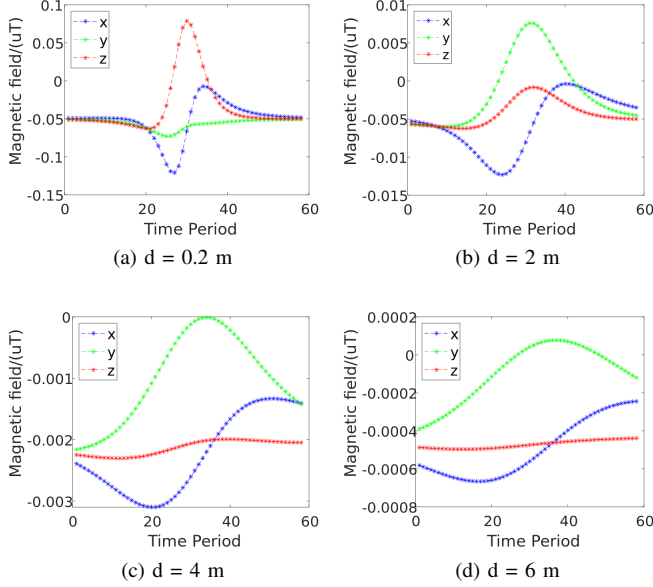 0.1
0.05
0
-0.05
-0.1
-0.15
0 20 40 60
Magnetic field/(uT)
Time Period
x
y
z
(a) d = 0.2 m
0.01
0.005
0
-0.005
-0.01
-0.015
0 20 40 60
Magnetic field/(uT)
Time Period
x
y
z
(b) d = 2 m
0
-0.001
-0.002
-0.003
0 20 40 60
Magnetic field/(uT)
Time Period
x
y
z
(c) d = 4 m
0.0002
0
-0.0002
-0.0004
-0.0006
-0.0008
0 20 40 60
Magnetic field/(uT)
Time Period
x
y
z
(d) d = 6 m